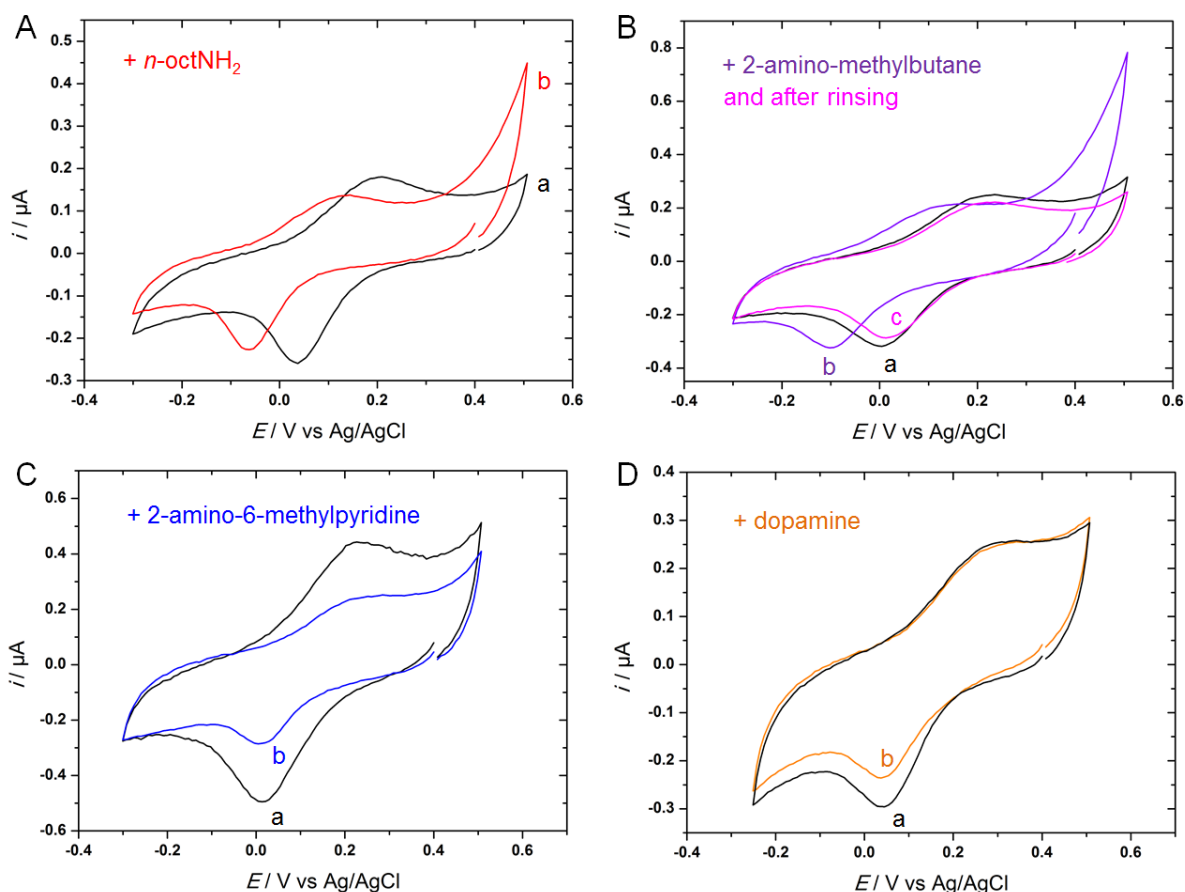 A
+ n-octNH₂
b
a
0.5
0.4
0.3
0.2
0.1
0.0
-0.1
-0.2
-0.3
i / µA
-0.4 -0.2 0.0 0.2 0.4 0.6
E / V vs Ag/AgCl
B
+ 2-amino-methylbutane
and after rinsing
c
b
a
0.8
0.6
0.4
0.2
0.0
-0.2
-0.4
i / µA
-0.4 -0.2 0.0 0.2 0.4 0.6
E / V vs Ag/AgCl
C
+ 2-amino-6-methylpyridine
b
a
0.6
0.4
0.2
0.0
-0.2
-0.4
-0.6
i / µA
-0.4 -0.2 0.0 0.2 0.4 0.6
E / V vs Ag/AgCl
D
+ dopamine
b
a
0.4
0.3
0.2
0.1
0.0
-0.1
-0.2
-0.3
i / µA
-0.4 -0.2 0.0 0.2 0.4 0.6
E / V vs Ag/AgCl